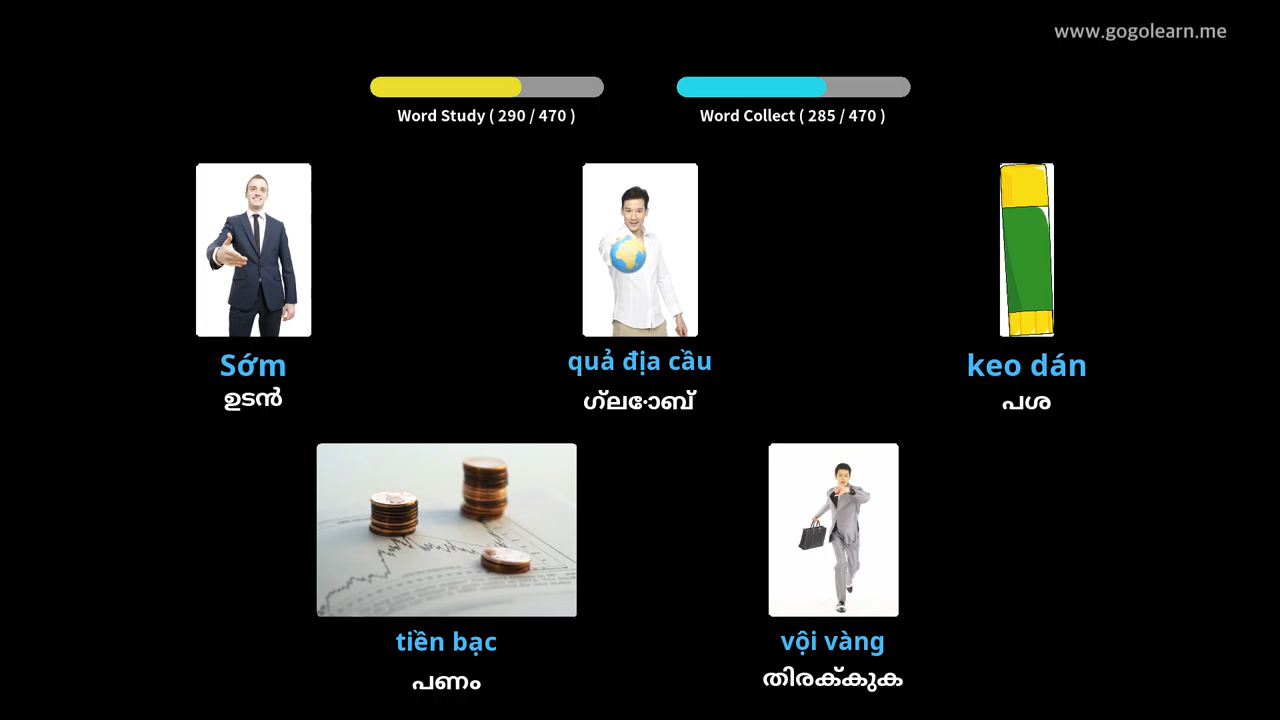 www.gogolearn.me
Word Study ( 290 / 470 )
Word Collect ( 285 / 470 )
Sớm
ഉടൻ
quả địa cầu
ഗ്ലോബ്
keo dán
പശ
tiền bạc
പണം
vội vàng
തിരക്കുക